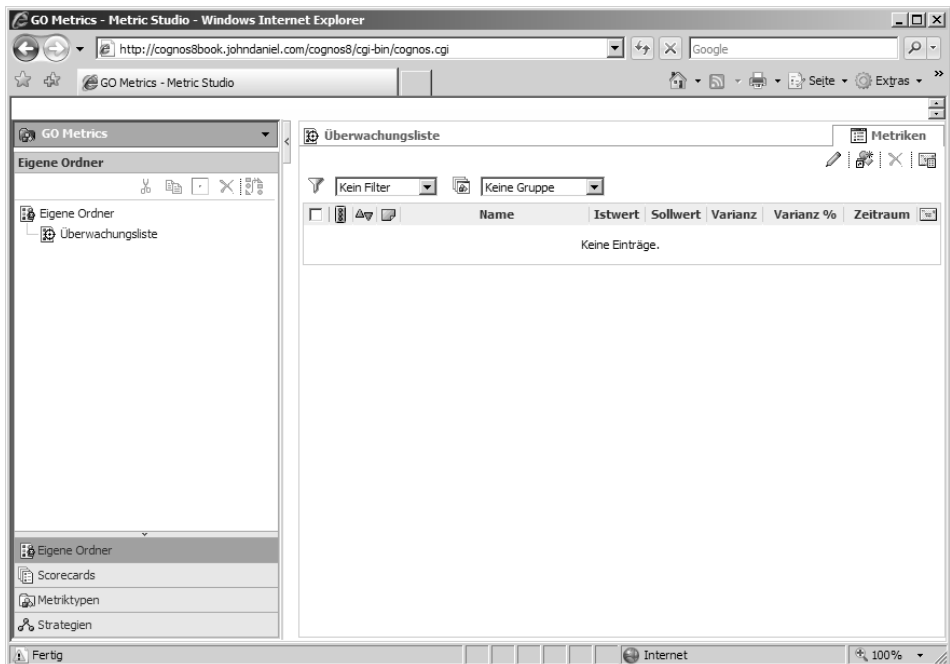 GO Metrics - Metric Studio - Windows Internet Explorer
http://cognos8book.johndaniel.com/cognos8/cgi-bin/cognos.cgi
Google
GO Metrics - Metric Studio
Seite
Extras
GO Metrics
Überwachungsliste
Metriken
Eigene Ordner
Kein Filter
Keine Gruppe
Eigene Ordner
Überwachungsliste
Name Istwert Sollwert Varianz Varianz % Zeitraum
Keine Einträge.
Eigene Ordner
Scorecards
Metriktypen
Strategien
Fertig
Internet
100%